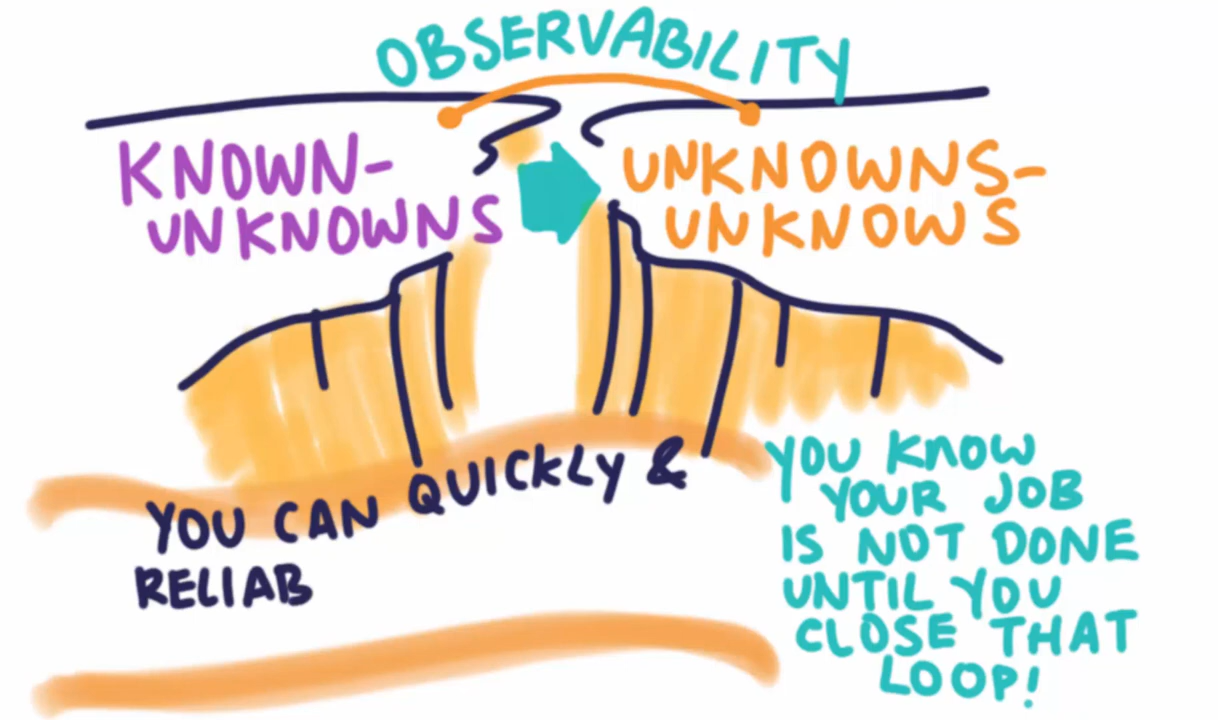 OBSERVABILITY
KNOWN-
UNKNOWNS
UNKNOWNS-
UNKNOWS
YOU CAN QUICKLY &
RELIAB
YOU KNOW
YOUR JOB
IS NOT DONE
UNTIL YOU
CLOSE THAT
LOOP!